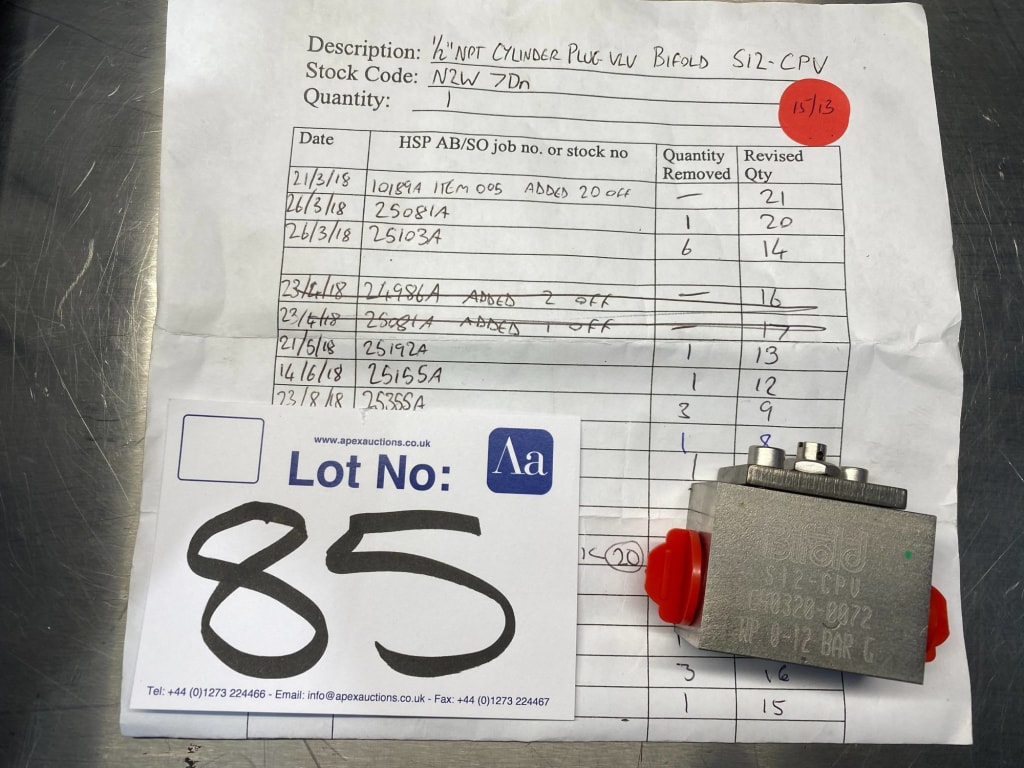 Description: 1/2" NPT CYLINDER PLUG VLV BIFOLD S12-CPV
Stock Code: N2W 7Dn
Quantity: 1
15/13
Date HSP AB/SO job no. or stock no Quantity Removed Revised Qty
21/3/18 10189A ITEM 005 ADDED 20 OFF — 21
26/3/18 25081A 1 20
26/3/18 25103A 6 14
23/4/18 24986A ADDED 2 OFF — 16
23/4/18 25081A ADDED 1 OFF — 17
21/5/18 25192A 1 13
14/6/18 25155A 1 12
23/8/18 25355A 3 9
1 8
1
20
3 16
1 15
www.apexauctions.co.uk
Lot No:
Aa
85
Tel: +44 (0)1273 224466 - Email: info@apexauctions.co.uk - Fax: +44 (0)1273 224467
S12-CPV
BAR G